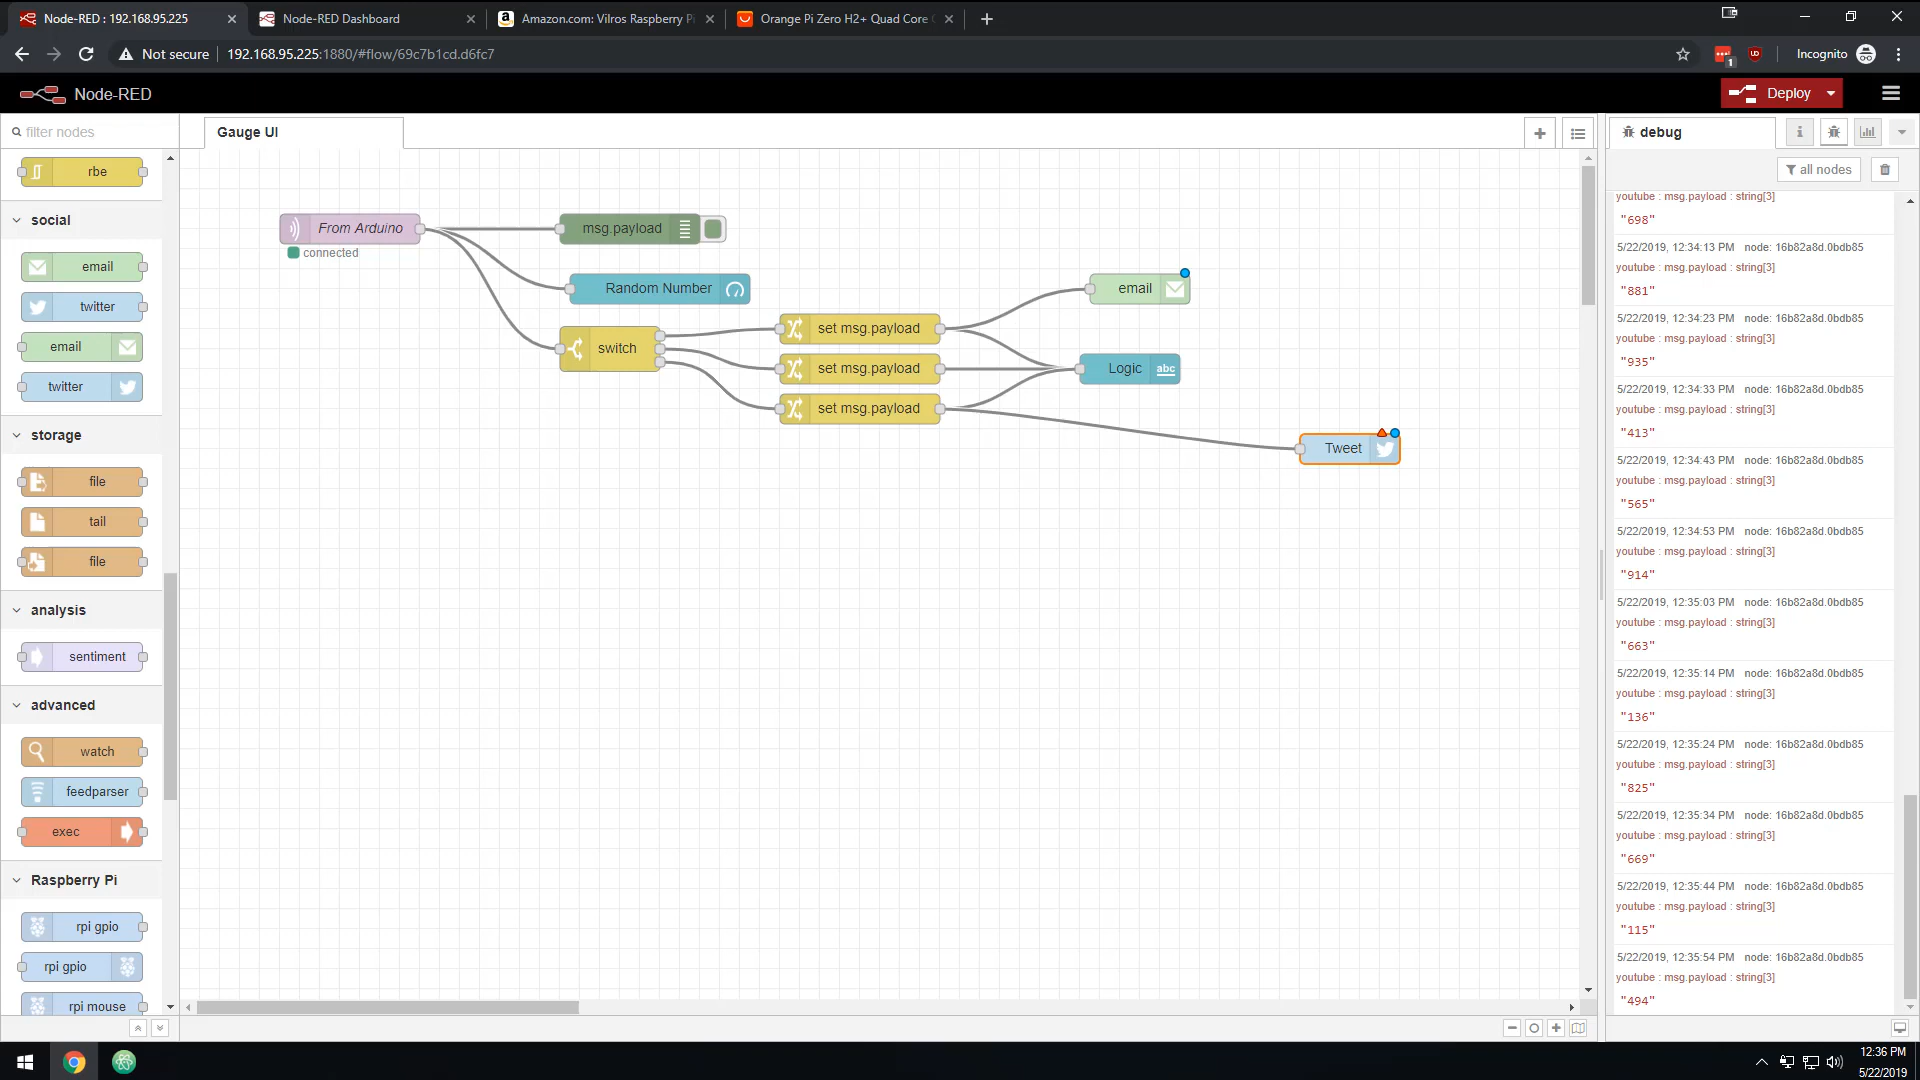 Node-RED : 192.168.95.225
Node-RED Dashboard
Amazon.com: Vilros Raspberry P
Orange Pi Zero H2+ Quad Core
Not secure
192.168.95.225:1880/#flow/69c7b1cd.d6fc7
1
Incognito
Node-RED
Deploy
filter nodes
Gauge UI
debug
all nodes
rbe
social
email
twitter
email
twitter
storage
file
tail
file
analysis
sentiment
advanced
watch
feedparser
exec
Raspberry Pi
rpi gpio
rpi gpio
rpi mouse
From Arduino
connected
msg.payload
Random Number
switch
set msg.payload
set msg.payload
set msg.payload
email
Logic
abc
Tweet
youtube : msg.payload : string[3]
"698"
5/22/2019, 12:34:13 PM node: 16b82a8d.0bdb85
youtube : msg.payload : string[3]
"881"
5/22/2019, 12:34:23 PM node: 16b82a8d.0bdb85
youtube : msg.payload : string[3]
"935"
5/22/2019, 12:34:33 PM node: 16b82a8d.0bdb85
youtube : msg.payload : string[3]
"413"
5/22/2019, 12:34:43 PM node: 16b82a8d.0bdb85
youtube : msg.payload : string[3]
"565"
5/22/2019, 12:34:53 PM node: 16b82a8d.0bdb85
youtube : msg.payload : string[3]
"914"
5/22/2019, 12:35:03 PM node: 16b82a8d.0bdb85
youtube : msg.payload : string[3]
"663"
5/22/2019, 12:35:14 PM node: 16b82a8d.0bdb85
youtube : msg.payload : string[3]
"136"
5/22/2019, 12:35:24 PM node: 16b82a8d.0bdb85
youtube : msg.payload : string[3]
"825"
5/22/2019, 12:35:34 PM node: 16b82a8d.0bdb85
youtube : msg.payload : string[3]
"669"
5/22/2019, 12:35:44 PM node: 16b82a8d.0bdb85
youtube : msg.payload : string[3]
"115"
5/22/2019, 12:35:54 PM node: 16b82a8d.0bdb85
youtube : msg.payload : string[3]
"494"
12:36 PM
5/22/2019